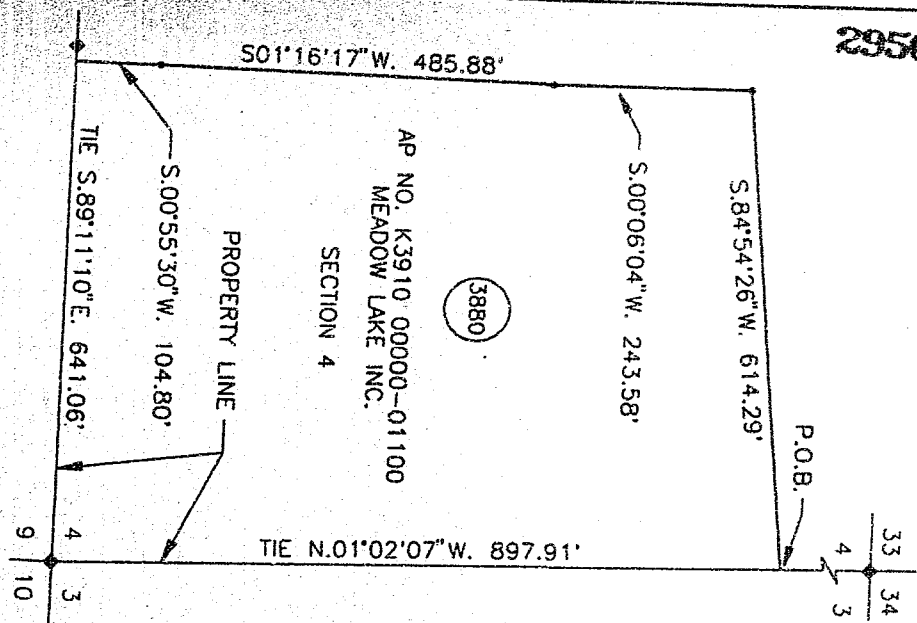 295
S01°16'17"W. 485.88'
S.84°54'26"W. 614.29'
S.00°06'04"W. 243.58'
P.O.B.
33
34
4
3
3880
AP NO. K3910 00000-01100
MEADOW LAKE INC.
SECTION 4
PROPERTY LINE
S.00°55'30"W. 104.80'
TIE S.89°11'10"E. 641.06'
TIE N.01°02'07"W. 897.91'
4
3
9
10